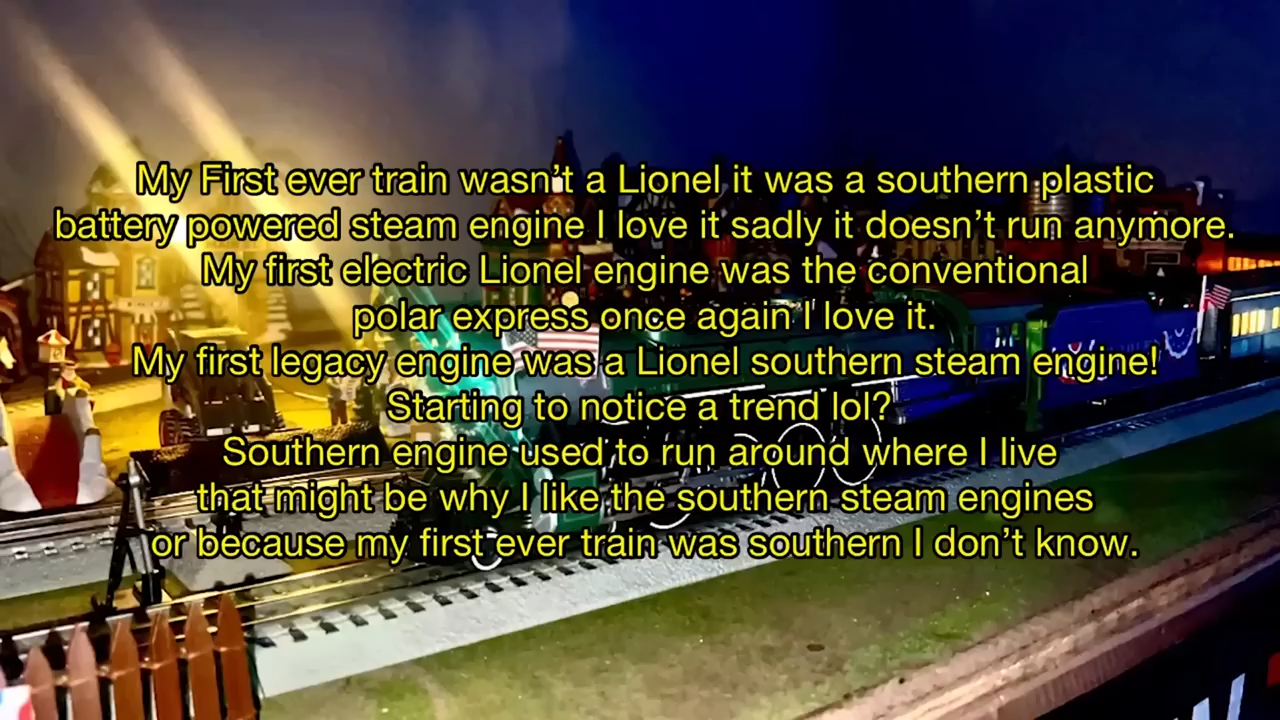 My First ever train wasn't a Lionel it was a southern plastic
battery powered steam engine I love it sadly it doesn't run anymore.
My first electric Lionel engine was the conventional
polar express once again I love it.
My first legacy engine was a Lionel southern steam engine!
Starting to notice a trend lol?
Southern engine used to run around where I live
that might be why I like the southern steam engines
or because my first ever train was southern I don't know.